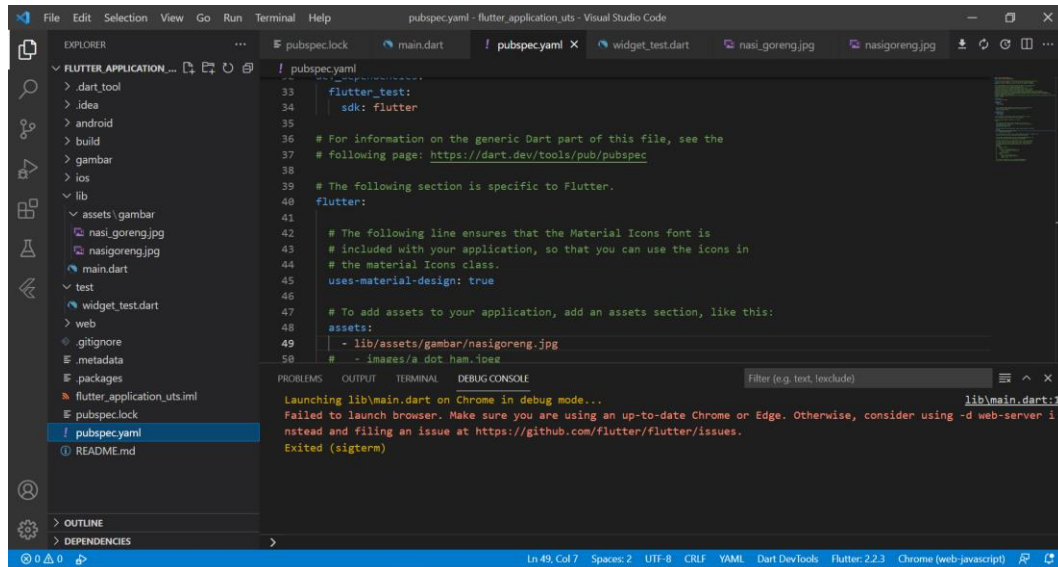 File Edit Selection View Go Run Terminal Help pubspec.yaml - flutter_application_uts - Visual Studio Code
EXPLORER ...
pubspec.lock main.dart ! pubspec.yaml × widget_test.dart nasi_goreng.jpg nasigoreng.jpg ...
FLUTTER_APPLICATION_...
! pubspec.yaml
> .dart_tool
> .idea
> android
> build
> gambar
> ios
lib
assets\gambar
nasi_goreng.jpg
nasigoreng.jpg
main.dart
test
widget_test.dart
> web
.gitignore
.metadata
.packages
flutter_application_uts.iml
pubspec.lock
! pubspec.yaml
README.md
> OUTLINE
> DEPENDENCIES
32 dev_dependencies:
33 flutter_test:
34 sdk: flutter
35
36 # For information on the generic Dart part of this file, see the
37 # following page: https://dart.dev/tools/pub/pubspec
38
39 # The following section is specific to Flutter.
40 flutter:
41
42 # The following line ensures that the Material Icons font is
43 # included with your application, so that you can use the icons in
44 # the material Icons class.
45 uses-material-design: true
46
47 # To add assets to your application, add an assets section, like this:
48 assets:
49 - lib/assets/gambar/nasigoreng.jpg
50 # - images/a_dot_ham.jpeg
PROBLEMS OUTPUT TERMINAL DEBUG CONSOLE Filter (e.g. text, !exclude)
Launching lib\main.dart on Chrome in debug mode... lib\main.dart:1
Failed to launch browser. Make sure you are using an up-to-date Chrome or Edge. Otherwise, consider using -d web-server i
nstead and filing an issue at https://github.com/flutter/flutter/issues.
Exited (sigterm)
>
0 0 Ln 49, Col 7 Spaces: 2 UTF-8 CRLF YAML Dart DevTools Flutter: 2.2.3 Chrome (web-javascript)